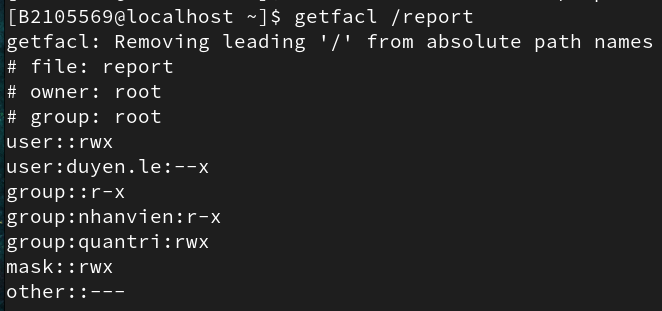 [B2105569@localhost ~]$ getfacl /report
getfacl: Removing leading '/' from absolute path names
# file: report
# owner: root
# group: root
user::rwx
user:duyen.le:--x
group::r-x
group:nhanvien:r-x
group:quantri:rwx
mask::rwx
other::---